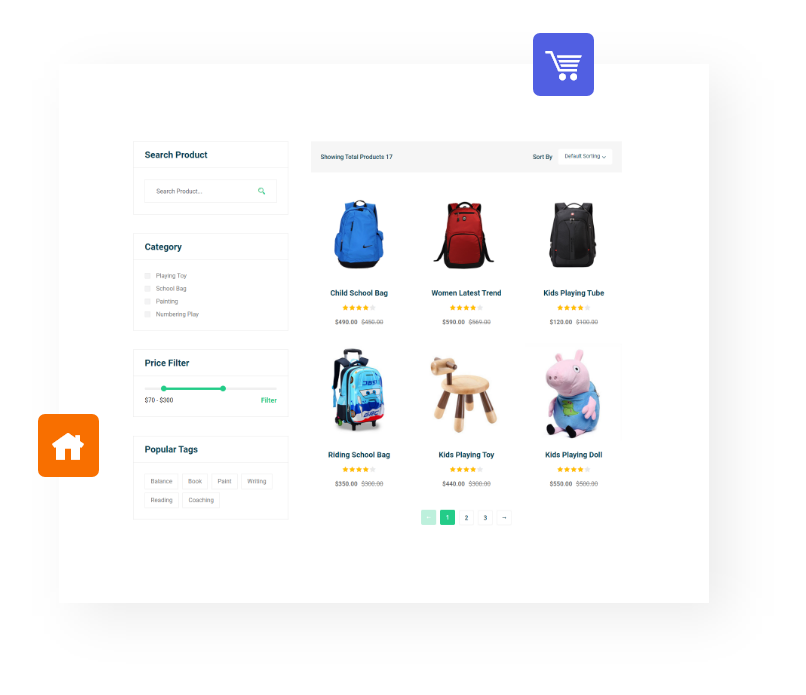 Search Product
Search Product...
Category
Playing Toy
School Bag
Painting
Numbering Play
Price Filter
$70 - $300 Filter
Popular Tags
Balance Book Paint Writing
Reading Coaching
Showing Total Products 17 Sort By Default Sorting
Child School Bag Women Latest Trend Kids Playing Tube
$490.00 $450.00 $590.00 $569.00 $120.00 $100.00
Riding School Bag Kids Playing Toy Kids Playing Doll
$350.00 $300.00 $440.00 $300.00 $550.00 $500.00
← 1 2 3 →